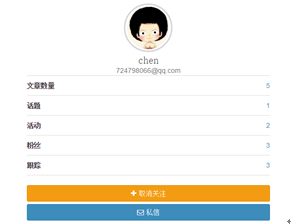 chen
724798066@qq.com
文章数量 5
话题 1
活动 2
粉丝 3
跟踪 3
取消关注
私信